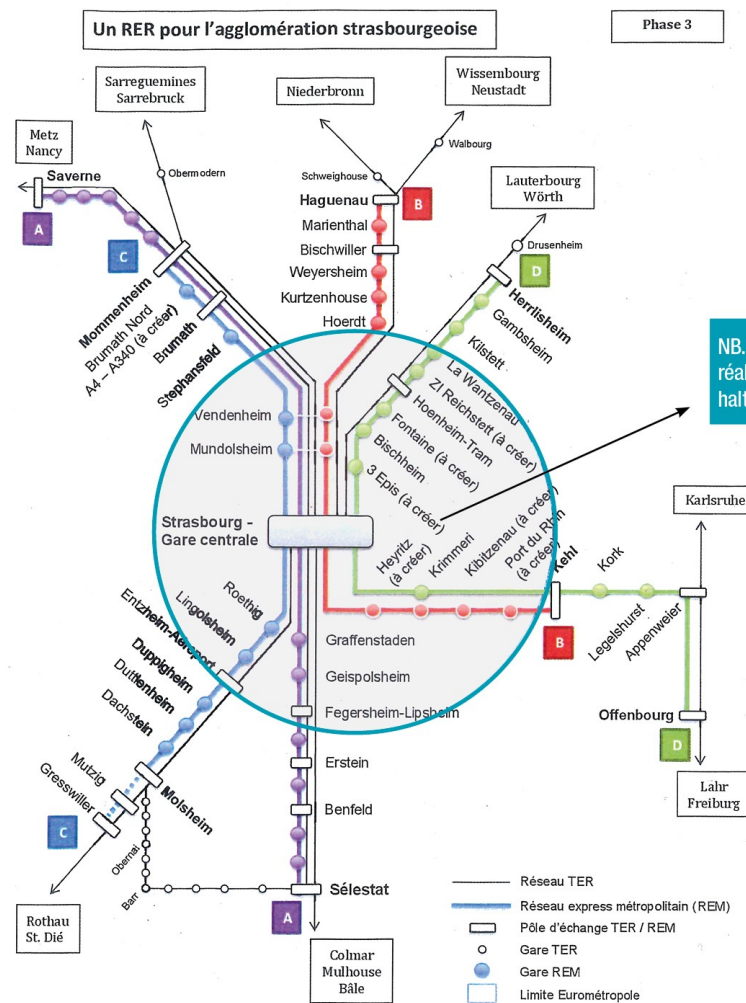 Un RER pour l'agglomération strasbourgeoise
Phase 3
Sarreguemines
Sarrebruck
Niederbronn
Wissembourg
Neustadt
Metz
Nancy
Saverne
Obermodern
Schweighouse
Walbourg
Lauterbourg
Wörth
A
C
Haguenau
B
Marienthal
Bischwiller
Weyersheim
Kurtzenhouse
Hoerdt
Drusenheim
D
Herrlisheim
Gambsheim
Kilstett
La Wantzenau
ZI Reichstett (à créer)
Hoenheim-Tram
Fontaine (à créer)
Bischheim
3 Epis (à créer)
Mommenheim
Brumath Nord
A4 – A340 (à créer)
Brumath
Stephansfeld
NB.
réal
halt
Vendenheim
Mundolsheim
Strasbourg -
Gare centrale
Heyritz
(à créer)
Krimmeri
Kibitzenau (à créer)
Port du Rhin
(à créer)
Kehl
B
Kork
Legelshurst
Appenweier
Karlsruhe
Offenbourg
D
Lahr
Freiburg
Roethig
Lingolsheim
Entzheim-Aéroport
Duppigheim
Duttlenheim
Dachstein
Molsheim
Mutzig
Gresswiller
C
Rothau
St. Dié
Obernai
Barr
Graffenstaden
Geispolsheim
Fegersheim-Lipsheim
Erstein
Benfeld
Sélestat
A
Colmar
Mulhouse
Bâle
Réseau TER
Réseau express métropolitain (REM)
Pôle d'échange TER / REM
Gare TER
Gare REM
Limite Eurométropole